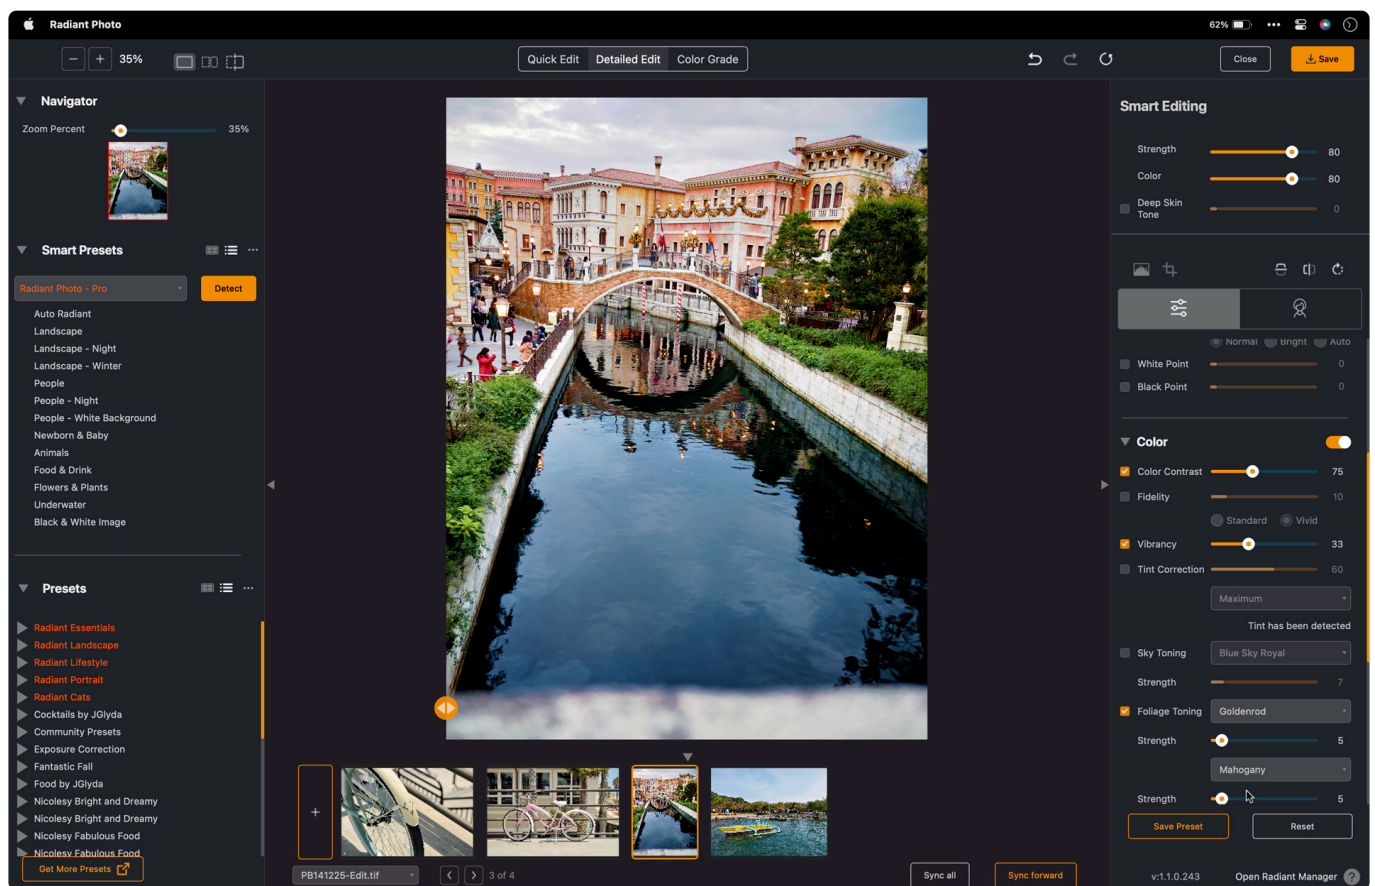 Radiant Photo
62%
35%
Quick Edit Detailed Edit Color Grade
Close
Save
Navigator
Zoom Percent 35%
Smart Presets
Radiant Photo - Pro
Detect
Auto Radiant
Landscape
Landscape - Night
Landscape - Winter
People
People - Night
People - White Background
Newborn & Baby
Animals
Food & Drink
Flowers & Plants
Underwater
Black & White Image
Presets
Radiant Essentials
Radiant Landscape
Radiant Lifestyle
Radiant Portrait
Radiant Cats
Cocktails by JGlyda
Community Presets
Exposure Correction
Fantastic Fall
Food by JGlyda
Nicolesy Bright and Dreamy
Nicolesy Bright and Dreamy
Nicolesy Fabulous Food
Nicolesy Fabulous Food
Get More Presets
PB141225-Edit.tif
3 of 4
Sync all
Sync forward
Smart Editing
Strength 80
Color 80
Deep Skin
Tone 0
Normal Bright Auto
White Point 0
Black Point 0
Color
Color Contrast 75
Fidelity 10
Standard Vivid
Vibrancy 33
Tint Correction 60
Maximum
Tint has been detected
Sky Toning Blue Sky Royal
Strength 7
Foliage Toning Goldenrod
Strength 5
Mahogany
Strength 5
Save Preset
Reset
v:1.1.0.243
Open Radiant Manager ?